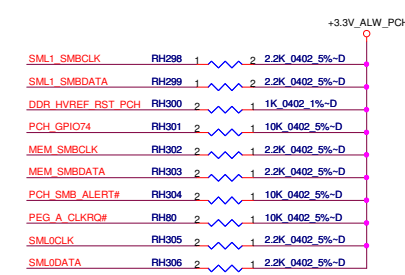 +3.3V_ALW_PCH
SML1_SMBCLK RH298 1 2 2.2K_0402_5%~D
SML1_SMBDATA RH299 1 2 2.2K_0402_5%~D
DDR_HVREF_RST_PCH RH300 2 1 1K_0402_1%~D
PCH_GPIO74 RH301 2 1 10K_0402_5%~D
MEM_SMBCLK RH302 2 1 2.2K_0402_5%~D
MEM_SMBDATA RH303 2 1 2.2K_0402_5%~D
PCH_SMB_ALERT# RH304 2 1 10K_0402_5%~D
PEG_A_CLKRQ# RH80 2 1 10K_0402_5%~D
SML0CLK RH305 2 1 2.2K_0402_5%~D
SML0DATA RH306 2 1 2.2K_0402_5%~D